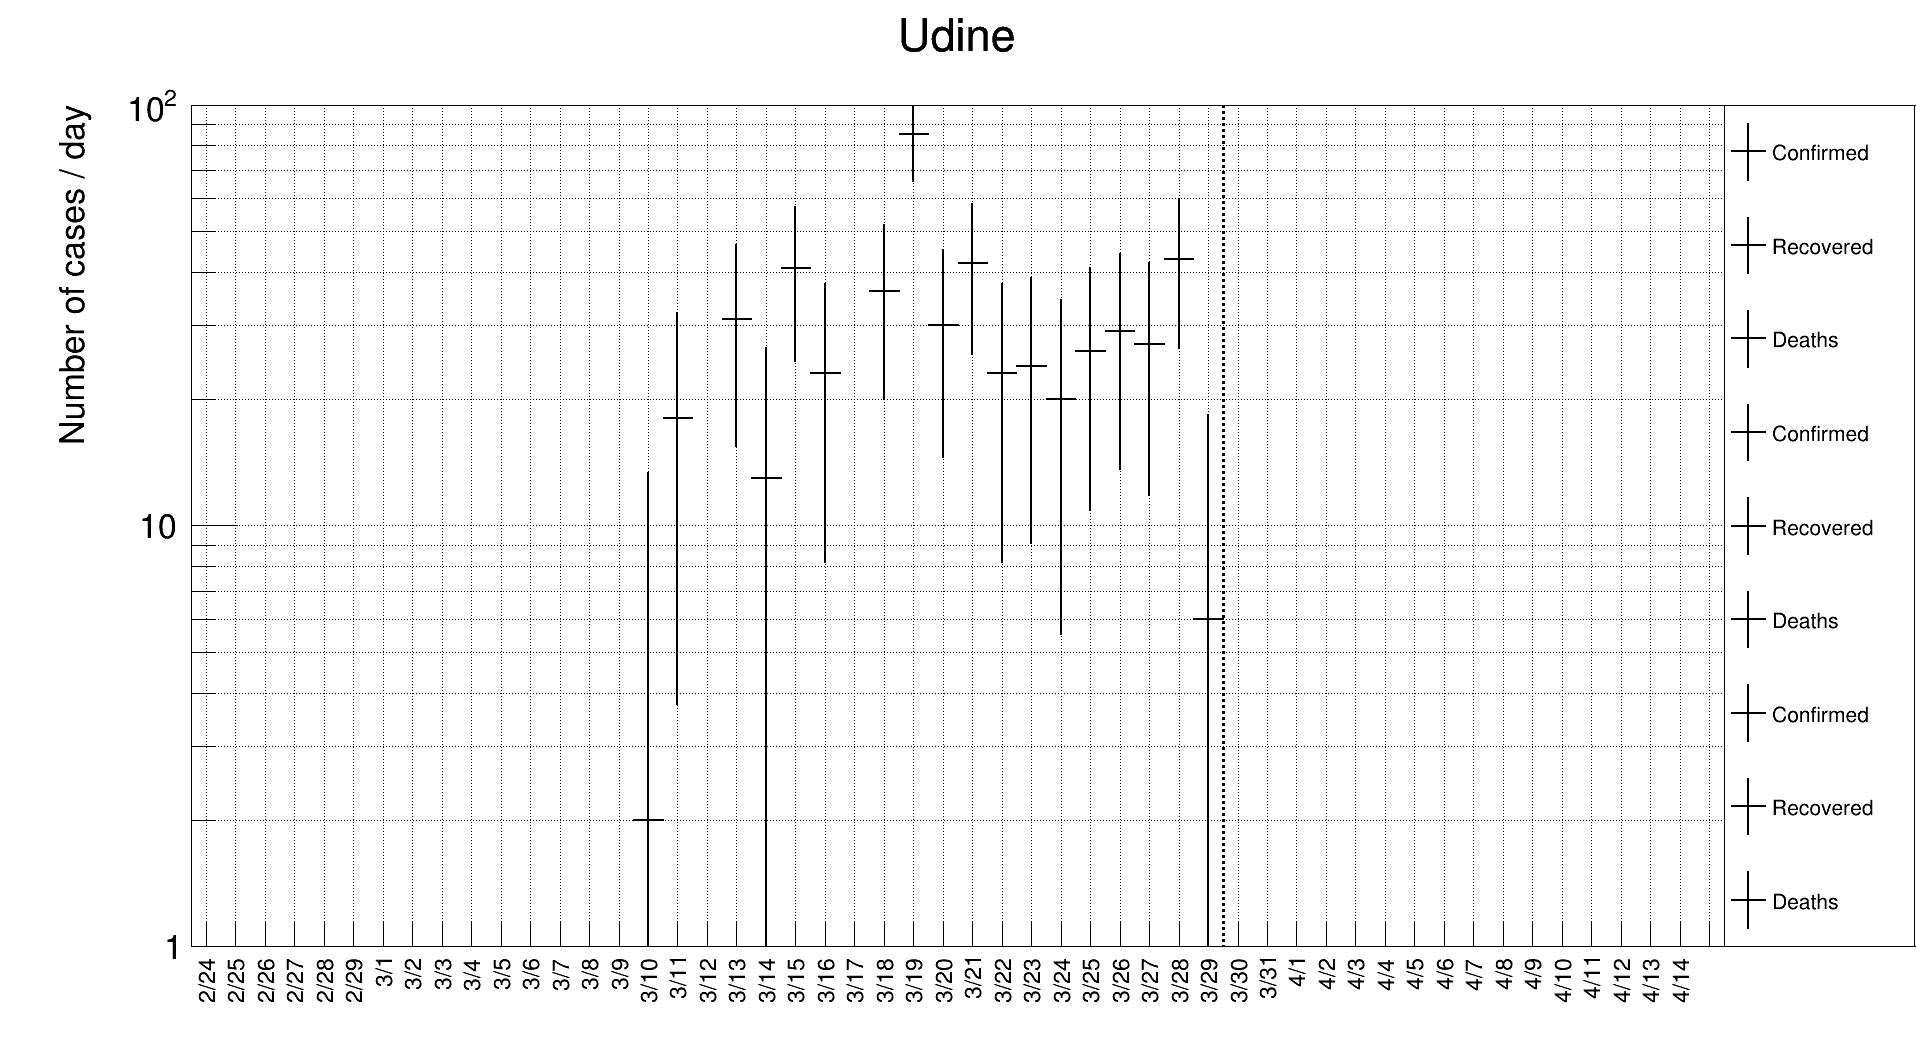 Udine
Number of cases / day
10²
10
1
2/24 2/25 2/26 2/27 2/28 2/29 3/1 3/2 3/3 3/4 3/5 3/6 3/7 3/8 3/9 3/10 3/11 3/12 3/13 3/14 3/15 3/16 3/17 3/18 3/19 3/20 3/21 3/22 3/23 3/24 3/25 3/26 3/27 3/28 3/29 3/30 3/31 4/1 4/2 4/3 4/4 4/5 4/6 4/7 4/8 4/9 4/10 4/11 4/12 4/13 4/14
Confirmed
Recovered
Deaths
Confirmed
Recovered
Deaths
Confirmed
Recovered
Deaths